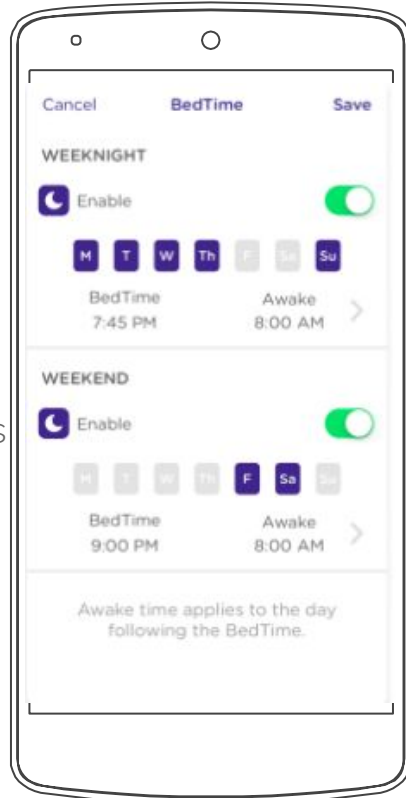 Cancel BedTime Save
WEEKNIGHT
Enable
M T W Th F Sa Su
BedTime Awake
7:45 PM 8:00 AM
WEEKEND
S
Enable
M T W Th F Sa Su
BedTime Awake
9:00 PM 8:00 AM
Awake time applies to the day
following the BedTime.